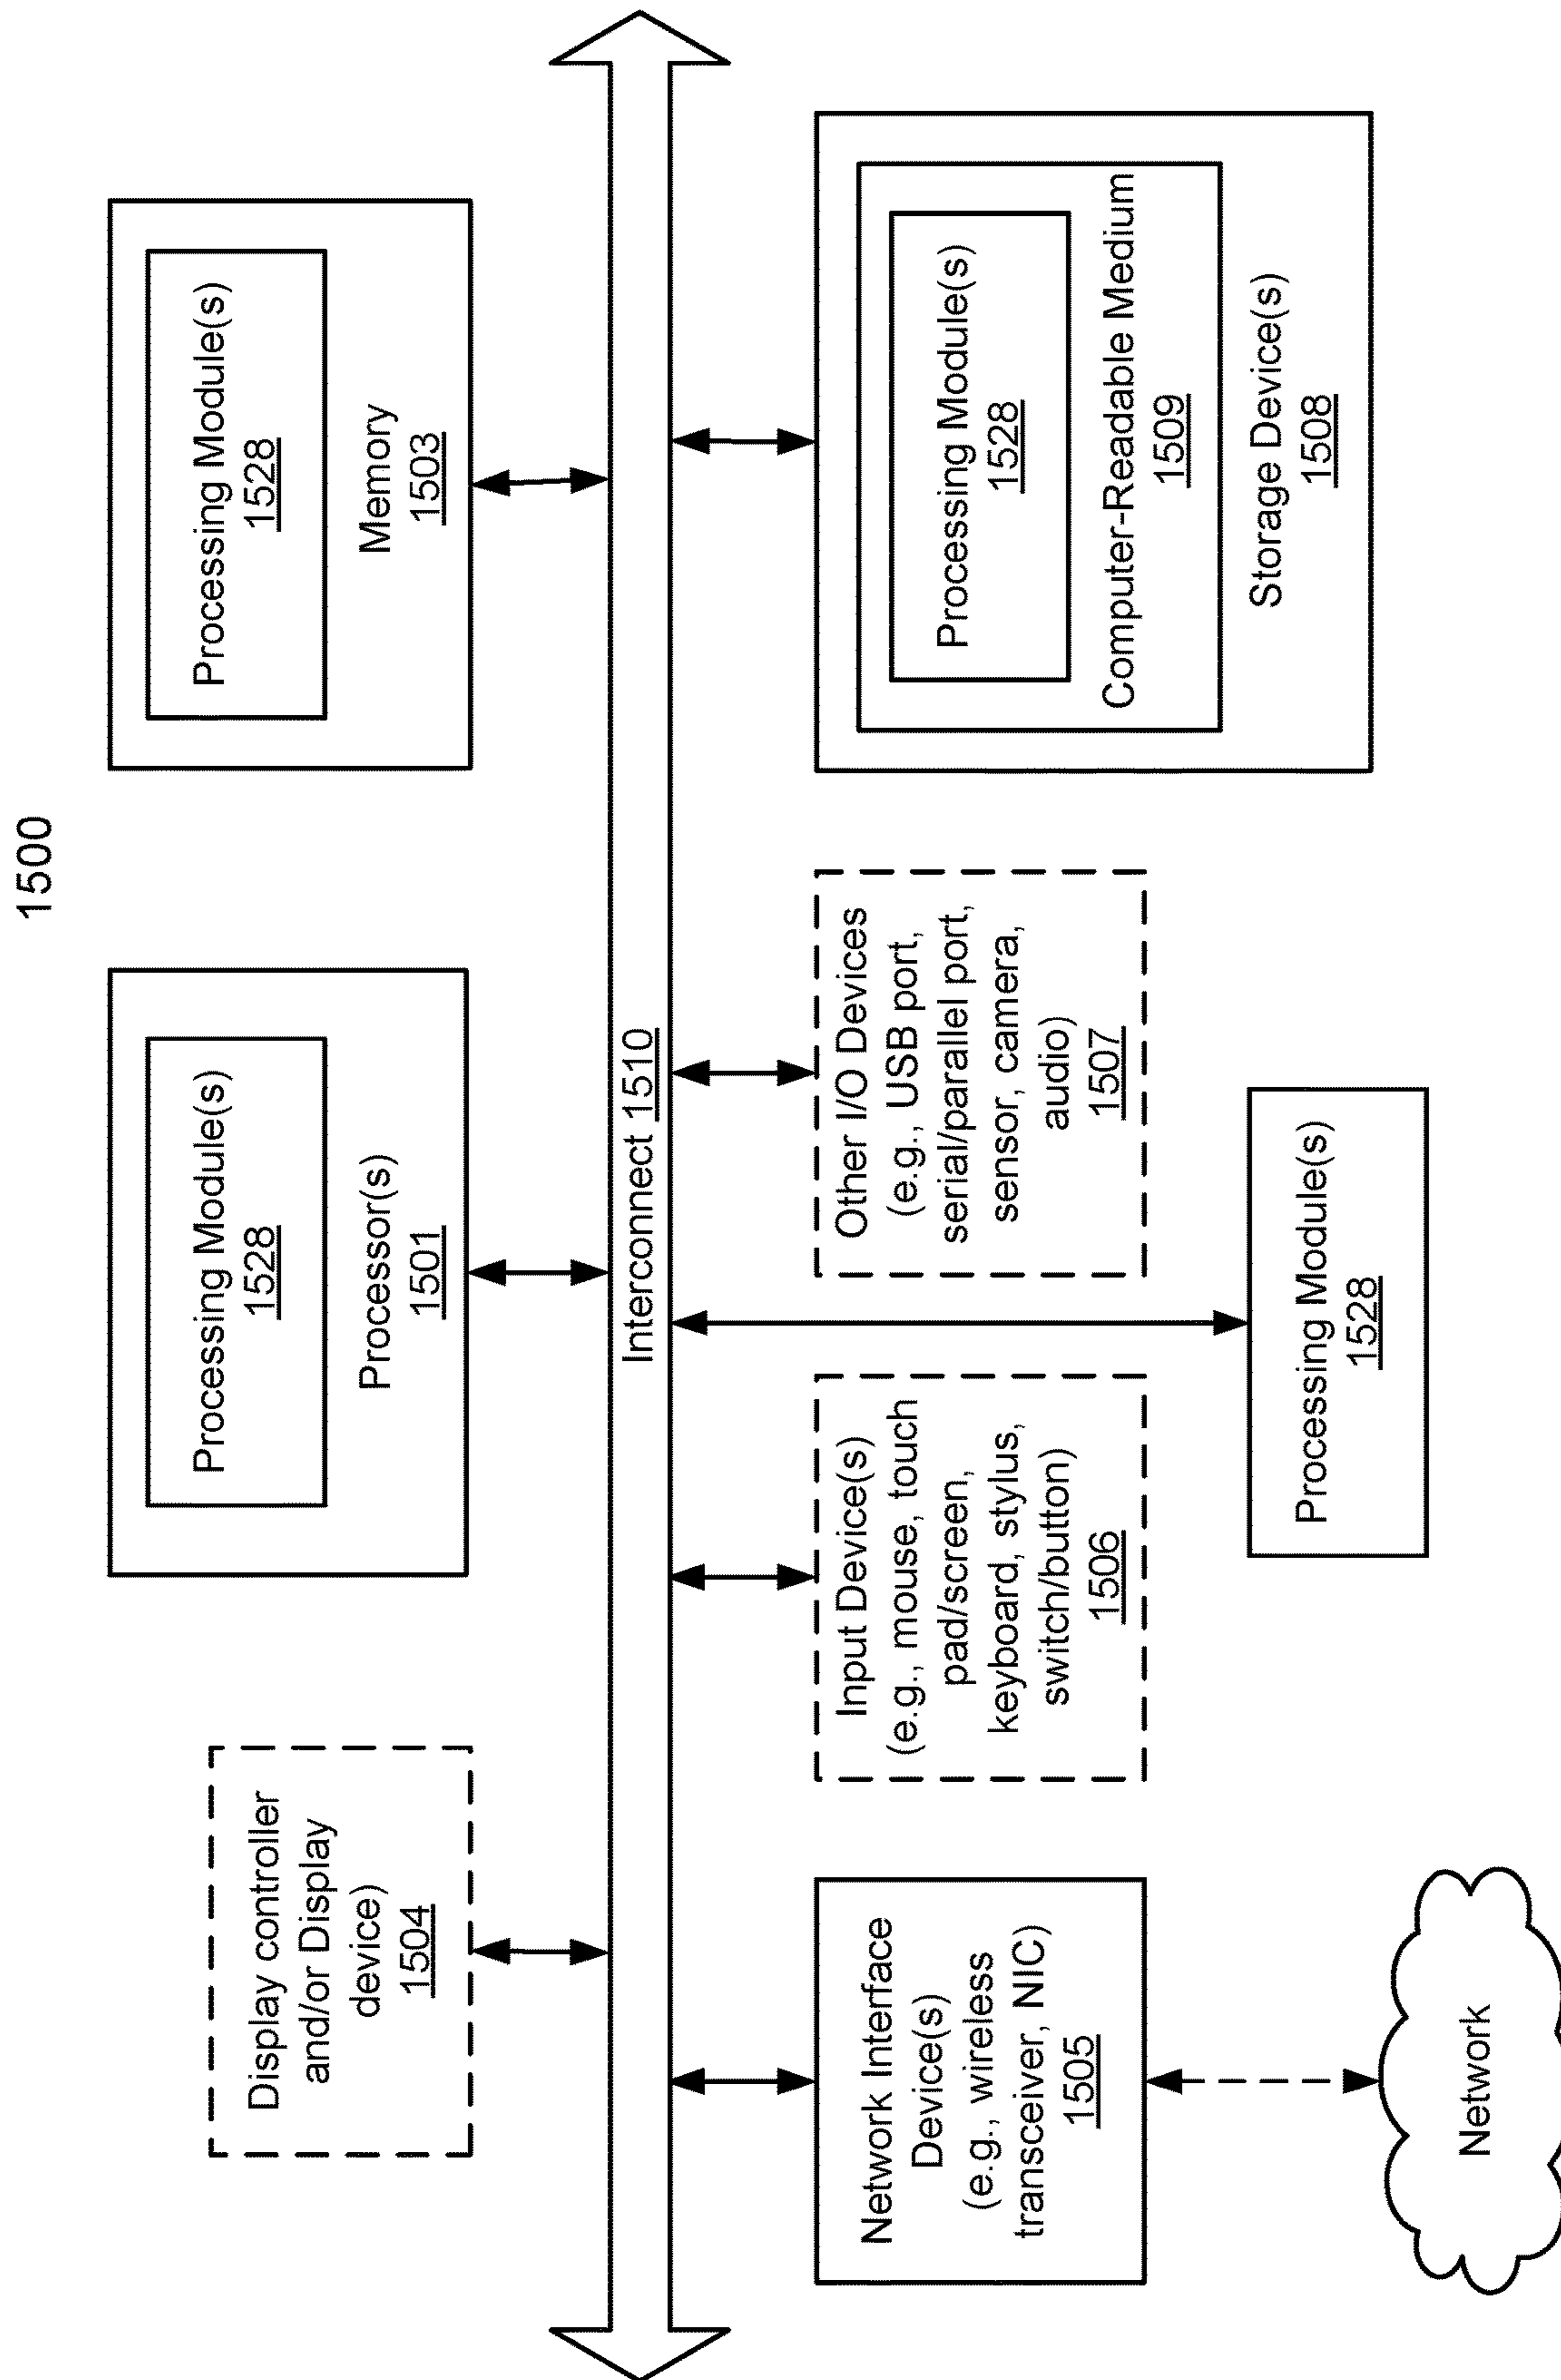 1500
Display controller
and/or Display
device)
1504
Processing Module(s)
1528
Processor(s)
1501
Processing Module(s)
1528
Memory
1503
Interconnect 1510
Network Interface
Device(s)
(e.g., wireless
transceiver, NIC)
1505
Input Device(s)
(e.g., mouse, touch
pad/screen,
keyboard, stylus,
switch/button)
1506
Other I/O Devices
(e.g., USB port,
serial/parallel port,
sensor, camera,
audio)
1507
Processing Module(s)
1528
Computer-Readable Medium
1509
Storage Device(s)
1508
Network
Processing Module(s)
1528